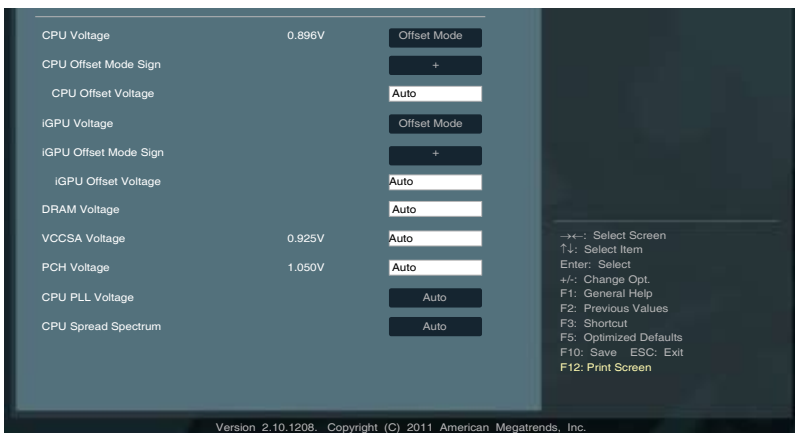 CPU Voltage 0.896V Offset Mode
CPU Offset Mode Sign +
CPU Offset Voltage Auto
iGPU Voltage Offset Mode
iGPU Offset Mode Sign +
iGPU Offset Voltage Auto
DRAM Voltage Auto
VCCSA Voltage 0.925V Auto
PCH Voltage 1.050V Auto
CPU PLL Voltage Auto
CPU Spread Spectrum Auto
→←: Select Screen
↑↓: Select Item
Enter: Select
+/-: Change Opt.
F1: General Help
F2: Previous Values
F3: Shortcut
F5: Optimized Defaults
F10: Save ESC: Exit
F12: Print Screen
Version 2.10.1208. Copyright (C) 2011 American Megatrends, Inc.